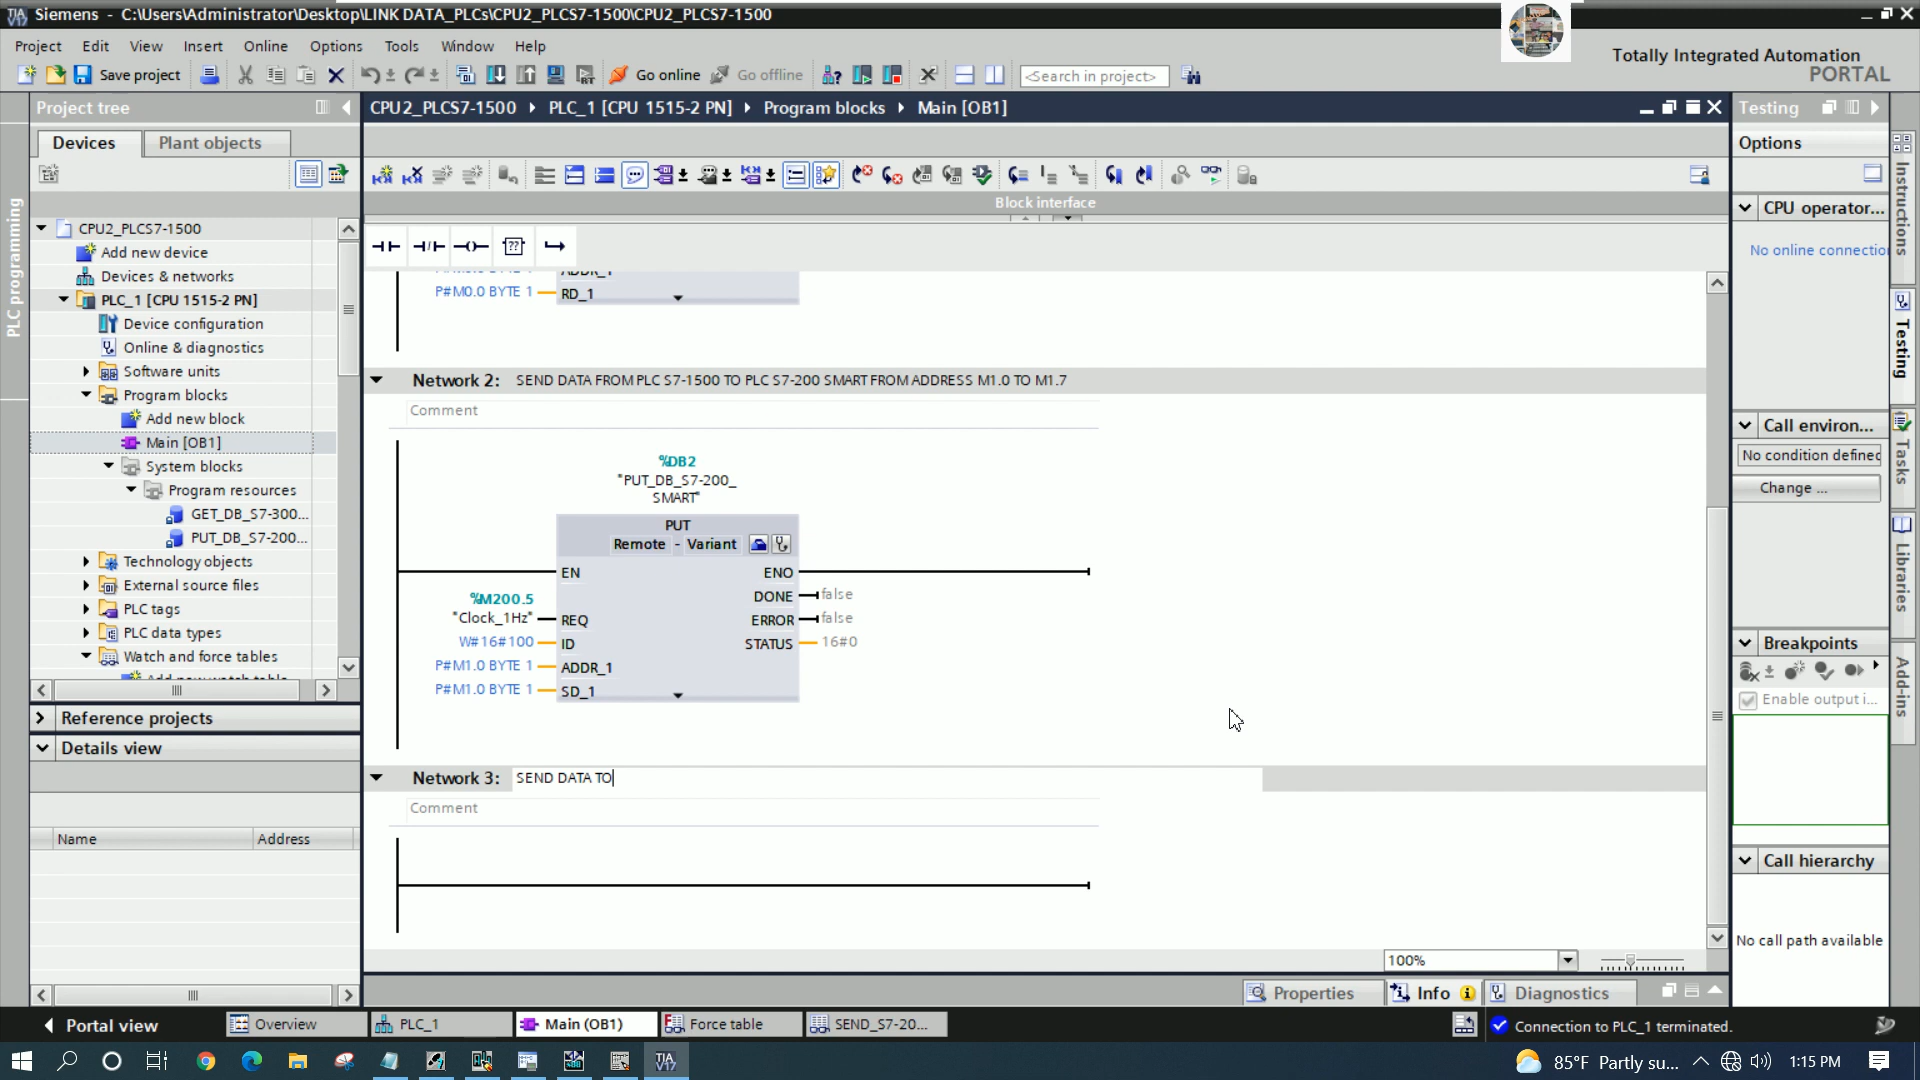 Siemens - C:\Users\Administrator\Desktop\LINK DATA_PLCs\CPU2_PLCS7-1500\CPU2_PLCS7-1500
Project Edit View Insert Online Options Tools Window Help
Totally Integrated Automation
PORTAL
Save project
Go online
Go offline
<Search in project>
Project tree
CPU2_PLCS7-1500 PLC_1 [CPU 1515-2 PN] Program blocks Main [OB1]
Testing
Devices
Plant objects
Options
PLC programming
Block interface
CPU2_PLCS7-1500
Add new device
Devices & networks
PLC_1 [CPU 1515-2 PN]
Device configuration
Online & diagnostics
Software units
Program blocks
Add new block
Main [OB1]
System blocks
Program resources
GET_DB_S7-300...
PUT_DB_S7-200...
Technology objects
External source files
PLC tags
PLC data types
Watch and force tables
Add new watch table
Reference projects
Details view
Name Address
P#M0.0 BYTE 1
ADDR_1
RD_1
Network 2: SEND DATA FROM PLC S7-1500 TO PLC S7-200 SMART FROM ADDRESS M1.0 TO M1.7
Comment
%DB2
"PUT_DB_S7-200_
SMART"
PUT
Remote - Variant
EN ENO
DONE false
%M200.5
"Clock_1Hz" REQ ERROR false
W#16#100 ID STATUS 16#0
P#M1.0 BYTE 1 ADDR_1
P#M1.0 BYTE 1 SD_1
Network 3: SEND DATA TO
Comment
100%
Properties
Info
Diagnostics
CPU operator...
No online connectio
Call environ...
No condition defined
Change ...
Breakpoints
Enable output i...
Call hierarchy
No call path available
Instructions
Testing
Tasks
Libraries
Add-ins
Portal view
Overview
PLC_1
Main (OB1)
Force table
SEND_S7-20...
Connection to PLC_1 terminated.
TIA
V17
85°F Partly su...
1:15 PM